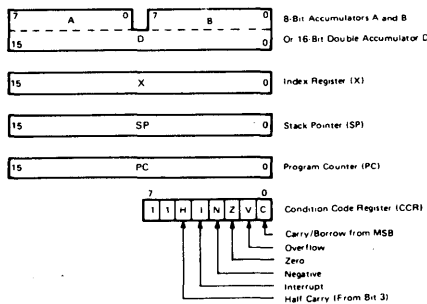 7 A 0 7 B 0 8-Bit Accumulators A and B
15 D 0 Or 16-Bit Double Accumulator D
15 X 0 Index Register (X)
15 SP 0 Stack Pointer (SP)
15 PC 0 Program Counter (PC)
7 0
1 1 H I N Z V C Condition Code Register (CCR)
Carry/Borrow from MSB
Overflow
Zero
Negative
Interrupt
Half Carry (From Bit 3)